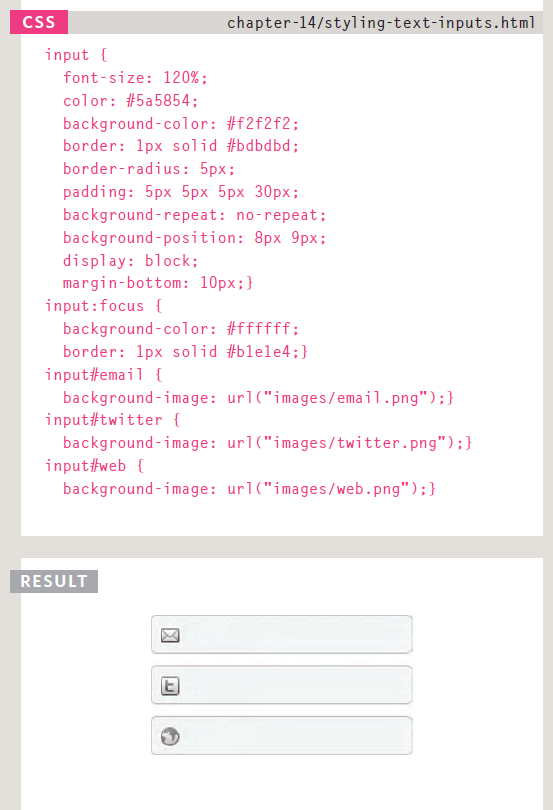 CSS
chapter-14/styling-text-inputs.html
input {
font-size: 120%;
color: #5a5854;
background-color: #f2f2f2;
border: 1px solid #bdbdbd;
border-radius: 5px;
padding: 5px 5px 5px 30px;
background-repeat: no-repeat;
background-position: 8px 9px;
display: block;
margin-bottom: 10px;}
input:focus {
background-color: #ffffff;
border: 1px solid #b1e1e4;}
input#email {
background-image: url("images/email.png");}
input#twitter {
background-image: url("images/twitter.png");}
input#web {
background-image: url("images/web.png");}
RESULT
t